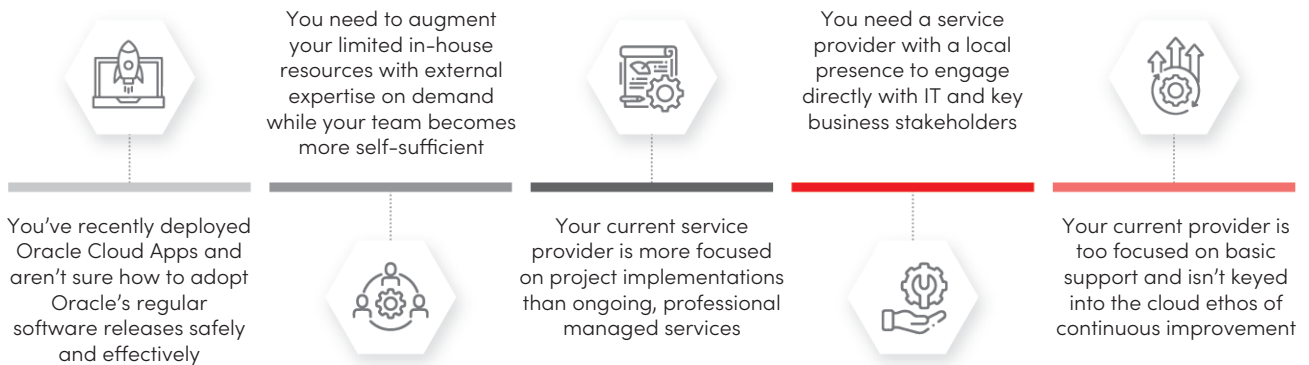 You've recently deployed
Oracle Cloud Apps and
aren't sure how to adopt
Oracle's regular
software releases safely
and effectively
You need to augment
your limited in-house
resources with external
expertise on demand
while your team becomes
more self-sufficient
Your current service
provider is more focused
on project implementations
than ongoing, professional
managed services
You need a service
provider with a local
presence to engage
directly with IT and key
business stakeholders
Your current provider is
too focused on basic
support and isn't keyed
into the cloud ethos of
continuous improvement